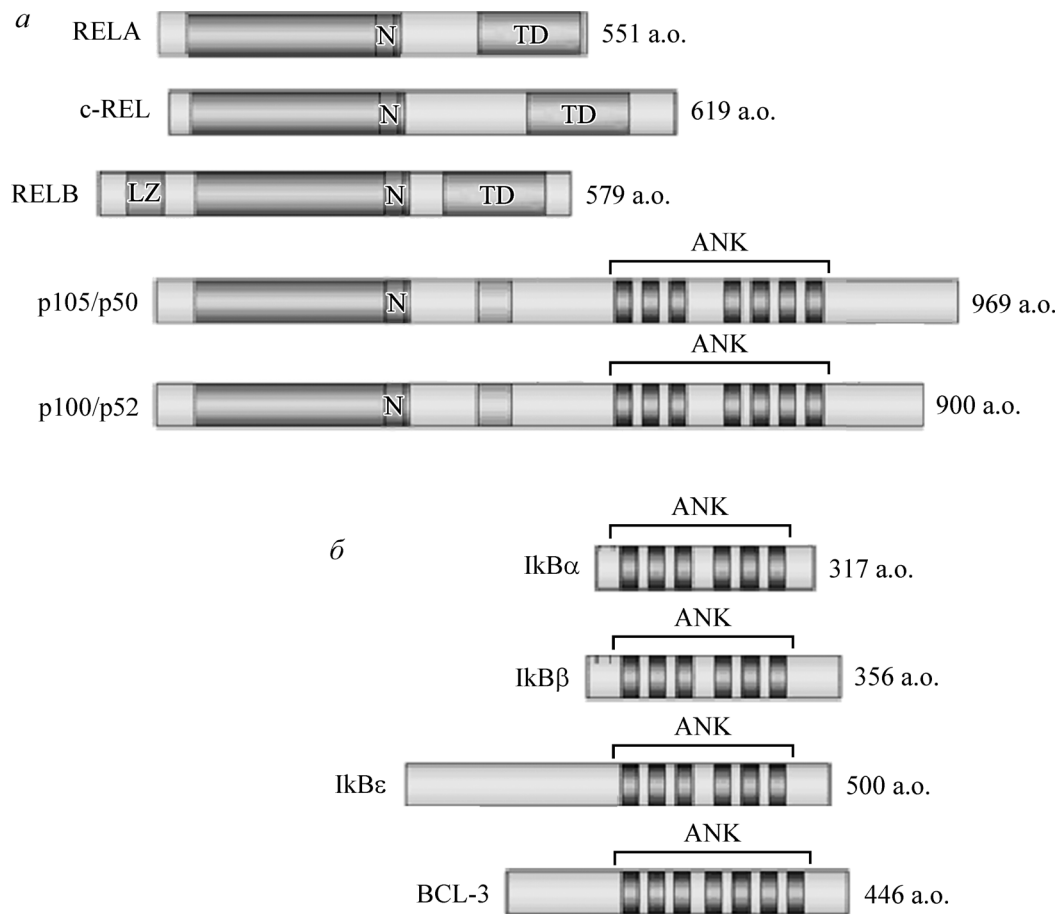 а
RELA N TD 551 а.о.
c-REL N TD 619 а.о.
RELB LZ N TD 579 а.о.
ANK
p105/p50 N 969 а.о.
ANK
p100/p52 N 900 а.о.
б
ANK
IkBα 317 а.о.
ANK
IkBβ 356 а.о.
ANK
IkBε 500 а.о.
ANK
BCL-3 446 а.о.